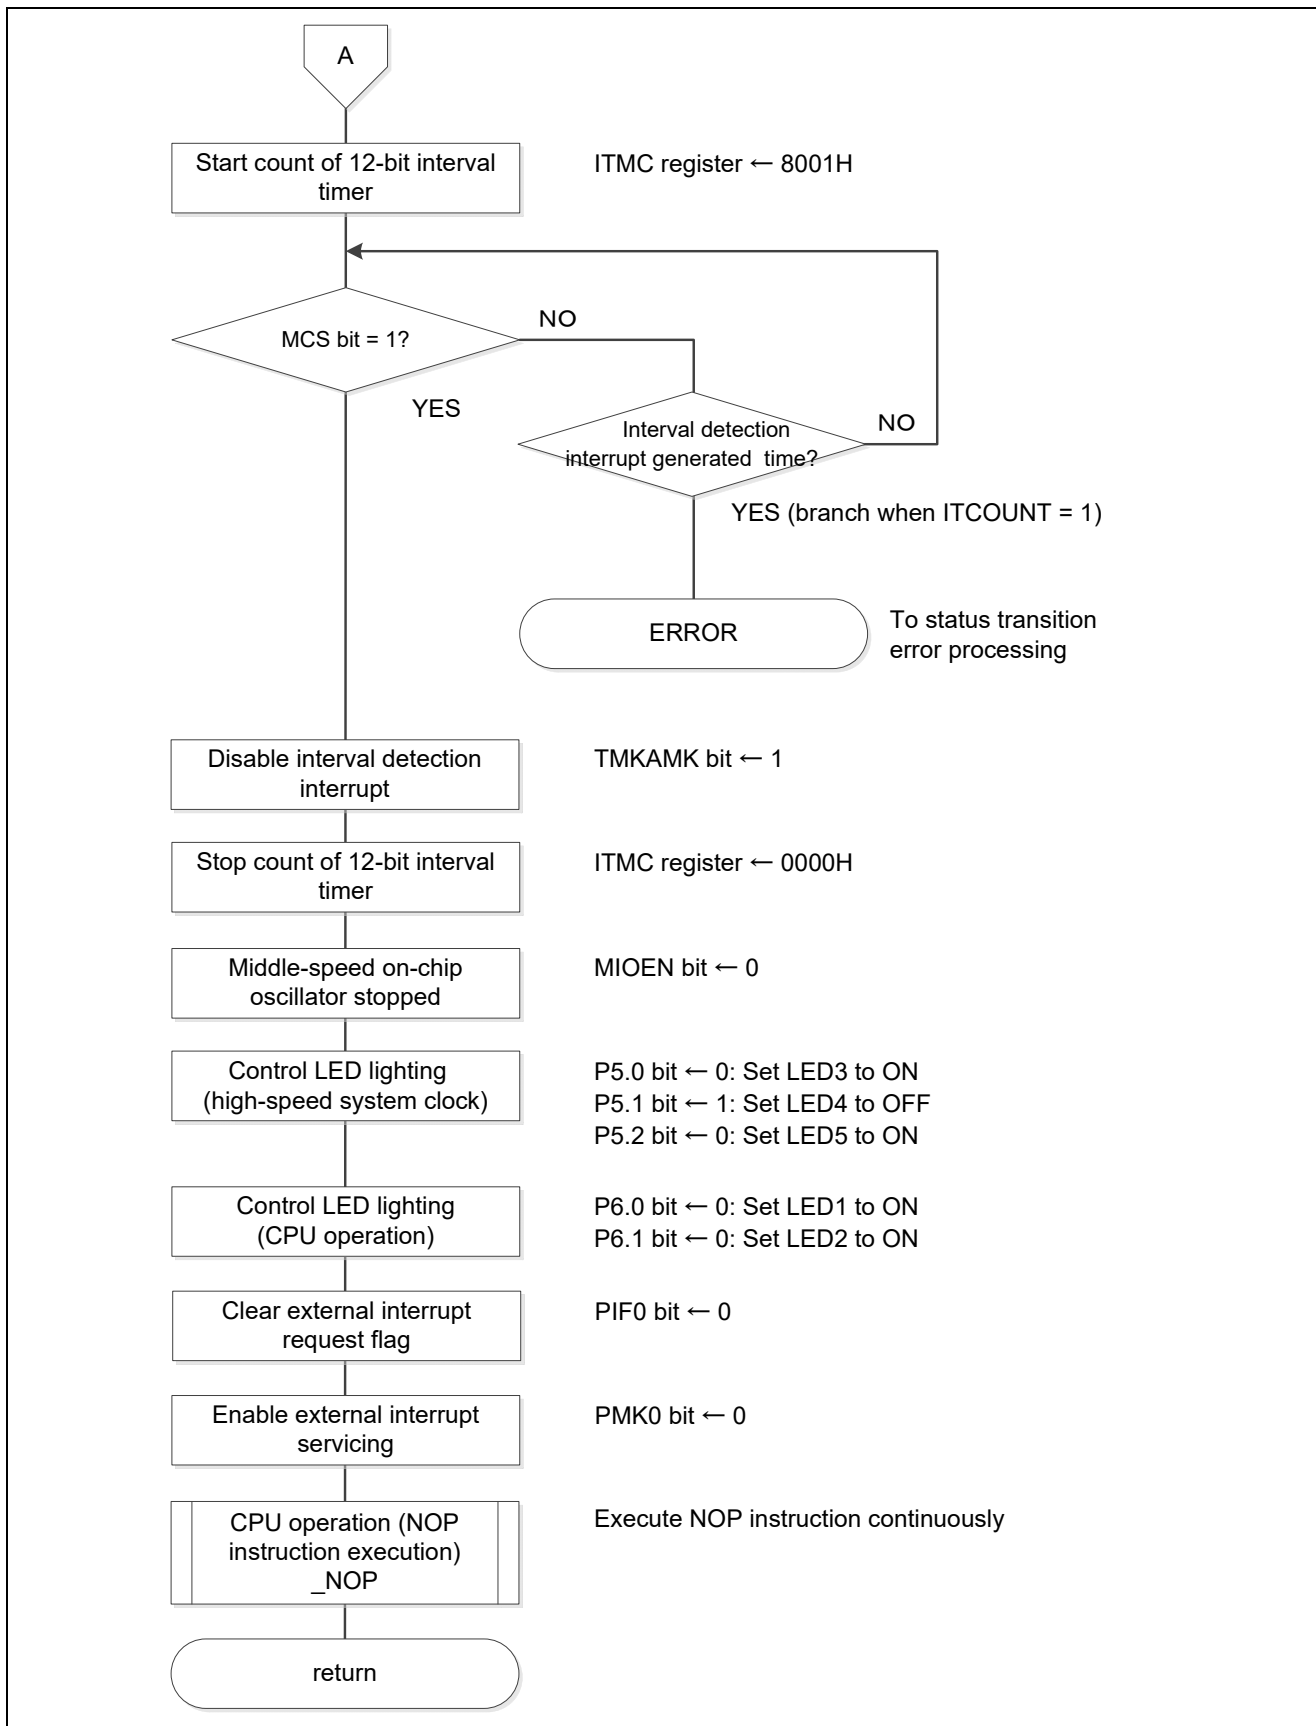 A
Start count of 12-bit interval
timer
ITMC register ← 8001H
MCS bit = 1?
NO
YES
Interval detection
interrupt generated  time?
NO
YES (branch when ITCOUNT = 1)
ERROR
To status transition
error processing
Disable interval detection
interrupt
TMKAMK bit ← 1
Stop count of 12-bit interval
timer
ITMC register ← 0000H
Middle-speed on-chip
oscillator stopped
MIOEN bit ← 0
Control LED lighting
(high-speed system clock)
P5.0 bit ← 0: Set LED3 to ON
P5.1 bit ← 1: Set LED4 to OFF
P5.2 bit ← 0: Set LED5 to ON
Control LED lighting
(CPU operation)
P6.0 bit ← 0: Set LED1 to ON
P6.1 bit ← 0: Set LED2 to ON
Clear external interrupt
request flag
PIF0 bit ← 0
Enable external interrupt
servicing
PMK0 bit ← 0
CPU operation (NOP
instruction execution)
_NOP
Execute NOP instruction continuously
return